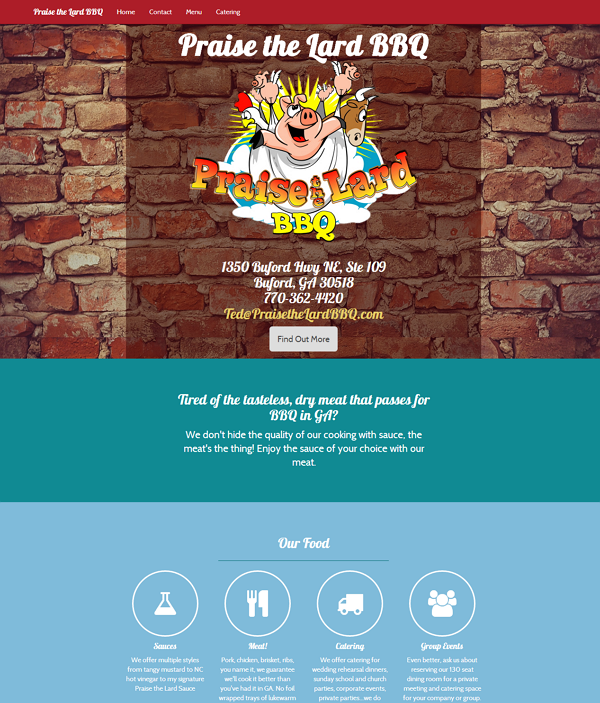 Praise the Lard BBQ Home Contact Menu Catering
Praise the Lard BBQ
Praise the Lard
BBQ
1350 Buford Hwy NE, Ste 109
Buford, GA 30518
770-362-4420
Ted@PraisetheLardBBQ.com
Find Out More
Tired of the tasteless, dry meat that passes for
BBQ in GA?
We don't hide the quality of our cooking with sauce, the
meat's the thing! Enjoy the sauce of your choice with our
meat.
Our Food
Sauces
We offer multiple styles
from tangy mustard to NC
hot vinegar to my signature
Praise the Lard Sauce
Meat!
Pork, chicken, brisket, ribs,
you name it, we guarantee
we'll cook it better than
you've had it in GA. No foil
wrapped trays of lukewarm
Catering
We offer catering for
wedding rehearsal dinners,
sunday school and church
parties, corporate events,
private parties... we do
Group Events
Even better, ask us about
reserving our 130 seat
dining room for a private
meeting and catering space
for your company or group.